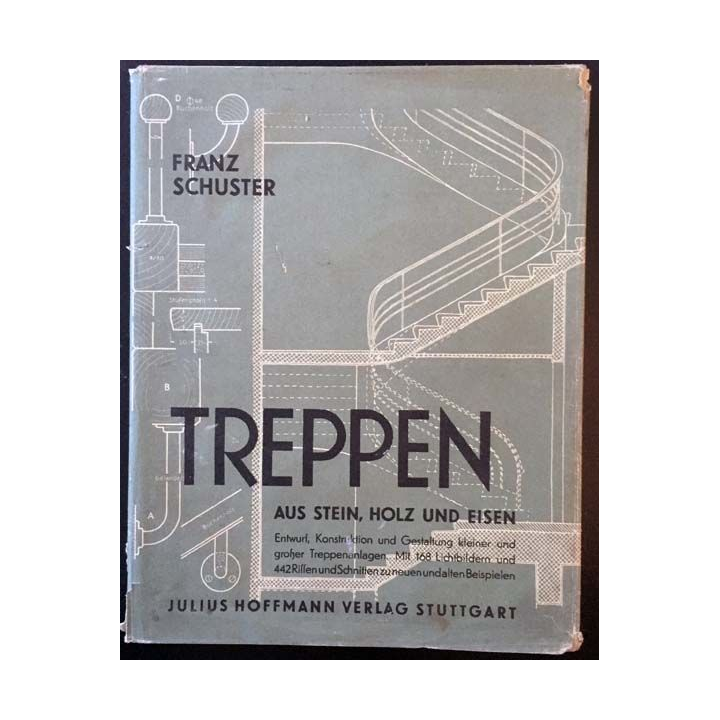 D
FRANZ
SCHUSTER
B
A
TREPPEN
AUS STEIN, HOLZ UND EISEN
Entwurf, Konstruktion und Gestaltung kleiner und
großer Treppenanlagen. Mit 168 Lichtbildern und
442 Rissen und Schnitten zu neuen und alten Beispielen
JULIUS HOFFMANN VERLAG STUTTGART